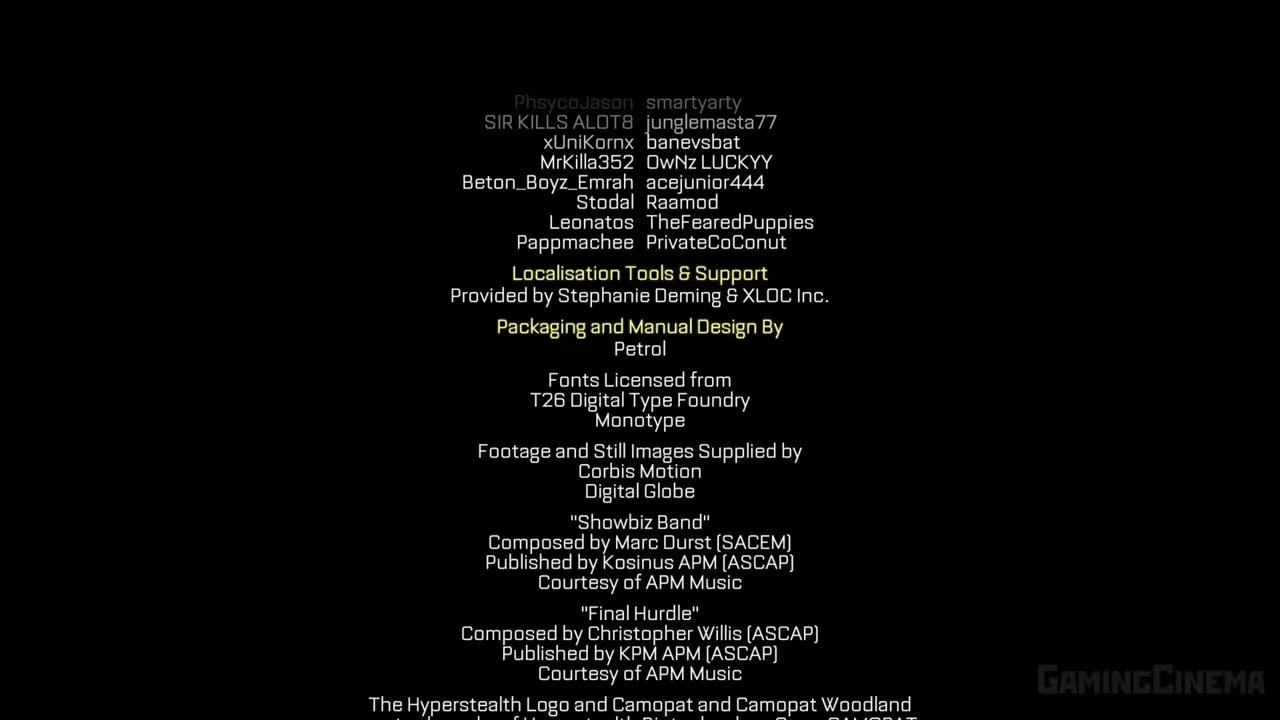 PhsycoJason smartyarty
SIR KILLS ALOT8 junglemasta77
xUniKornx banevsbat
MrKilla352 OwNz LUCKYY
Beton_Boyz_Emrah acejunior444
Stodal Raamod
Leonatos TheFearedPuppies
Pappmachee PrivateCoConut
Localisation Tools & Support
Provided by Stephanie Deming & XLOC Inc.
Packaging and Manual Design By
Petrol
Fonts Licensed from
T26 Digital Type Foundry
Monotype
Footage and Still Images Supplied by
Corbis Motion
Digital Globe
"Showbiz Band"
Composed by Marc Durst (SACEM)
Published by Kosinus APM (ASCAP)
Courtesy of APM Music
"Final Hurdle"
Composed by Christopher Willis (ASCAP)
Published by KPM APM (ASCAP)
Courtesy of APM Music
The Hyperstealth Logo and Camopat and Camopat Woodland
GamingCinema